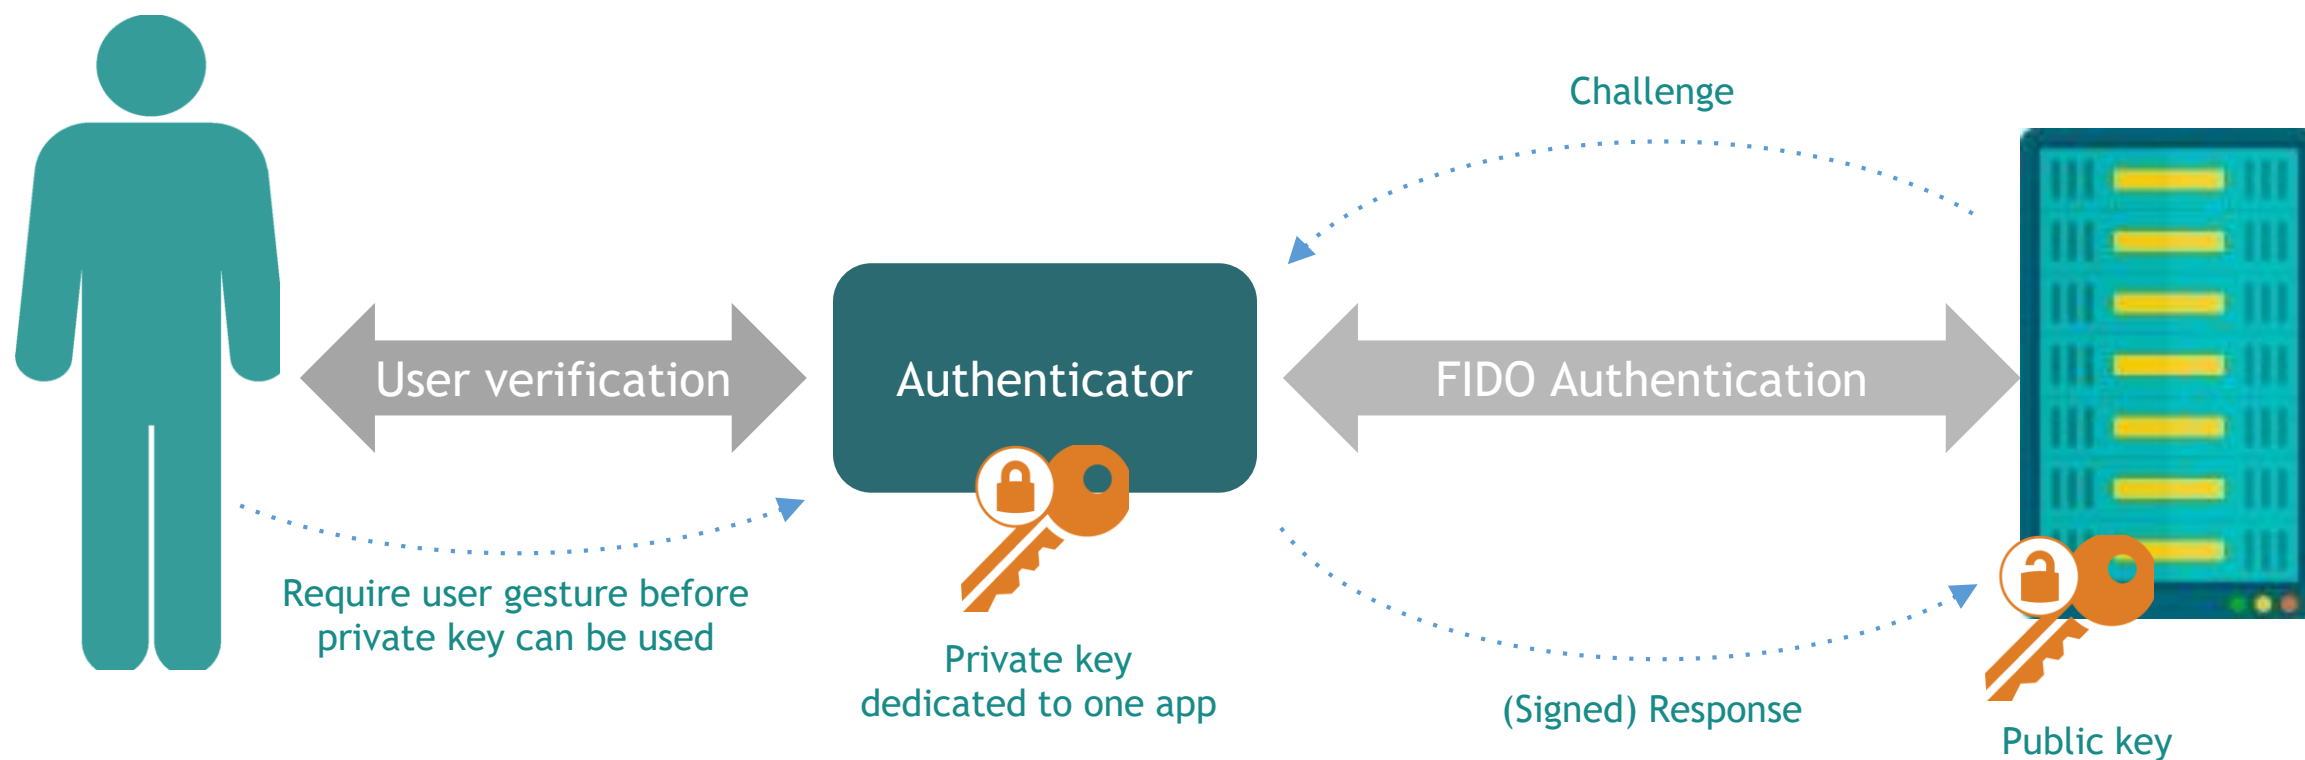 Challenge
User verification
Authenticator
FIDO Authentication
Require user gesture before
private key can be used
Private key
dedicated to one app
(Signed) Response
Public key